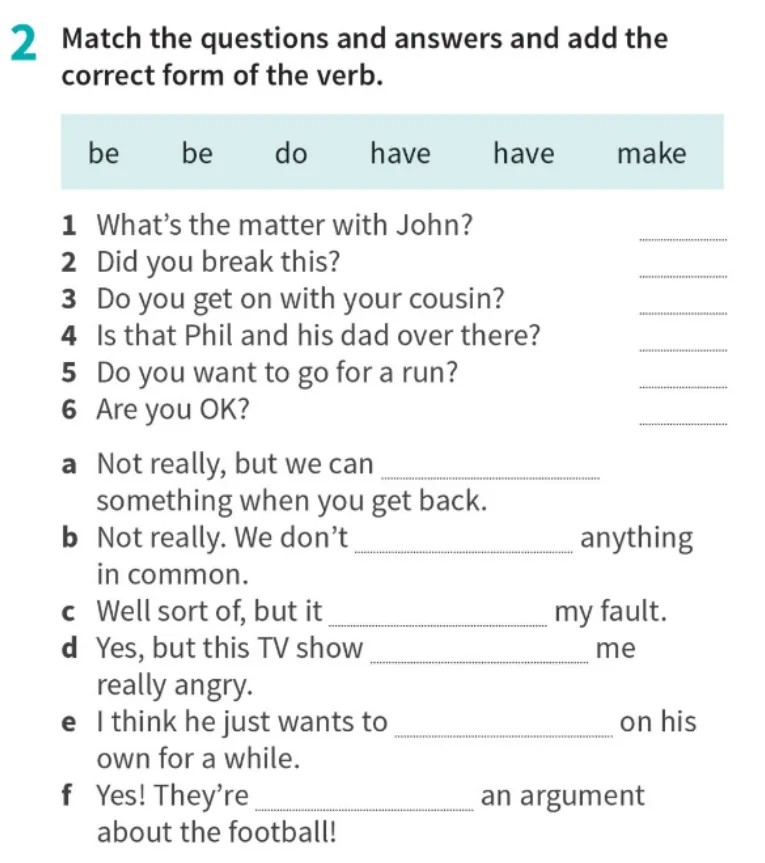 2 Match the questions and answers and add the
correct form of the verb.
be be do have have make
1 What's the matter with John?
2 Did you break this?
3 Do you get on with your cousin?
4 Is that Phil and his dad over there?
5 Do you want to go for a run?
6 Are you OK?
a Not really, but we can
something when you get back.
b Not really. We don't anything
in common.
c Well sort of, but it my fault.
d Yes, but this TV show me
really angry.
e I think he just wants to on his
own for a while.
f Yes! They're an argument
about the football!